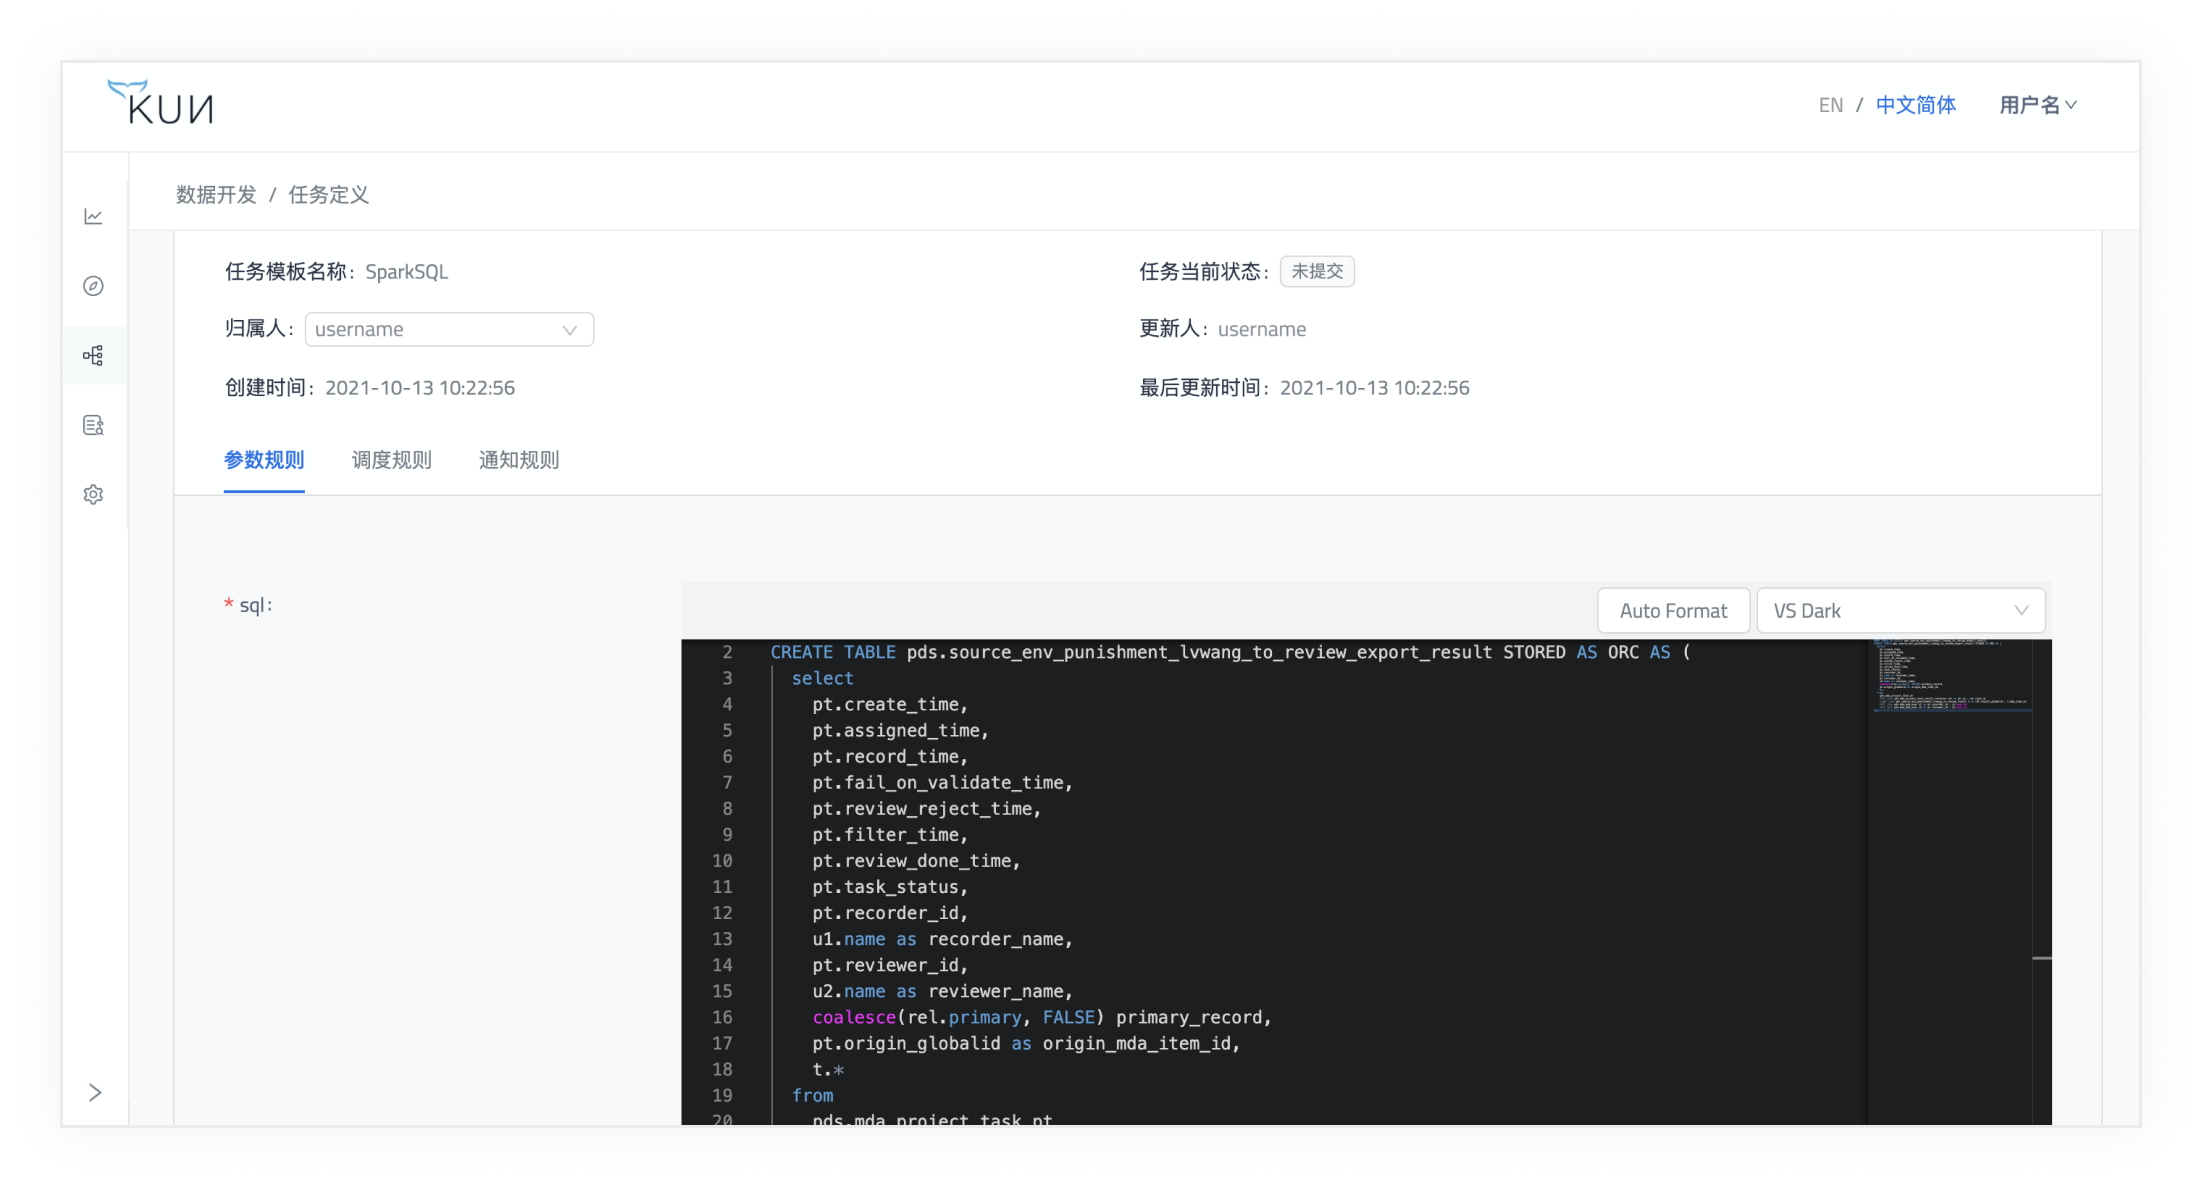 KUN
EN / 中文简体 用户名
数据开发 / 任务定义
任务模板名称: SparkSQL
任务当前状态: 未提交
归属人: username
更新人: username
创建时间: 2021-10-13 10:22:56
最后更新时间: 2021-10-13 10:22:56
参数规则 调度规则 通知规则
* sql:
Auto Format VS Dark
2 CREATE TABLE pds.source_env_punishment_lvwang_to_review_export_result STORED AS ORC AS (
3 select
4 pt.create_time,
5 pt.assigned_time,
6 pt.record_time,
7 pt.fail_on_validate_time,
8 pt.review_reject_time,
9 pt.filter_time,
10 pt.review_done_time,
11 pt.task_status,
12 pt.recorder_id,
13 u1.name as recorder_name,
14 pt.reviewer_id,
15 u2.name as reviewer_name,
16 coalesce(rel.primary, FALSE) primary_record,
17 pt.origin_globalid as origin_mda_item_id,
18 t.*
19 from
20 pds.mda_project_task pt